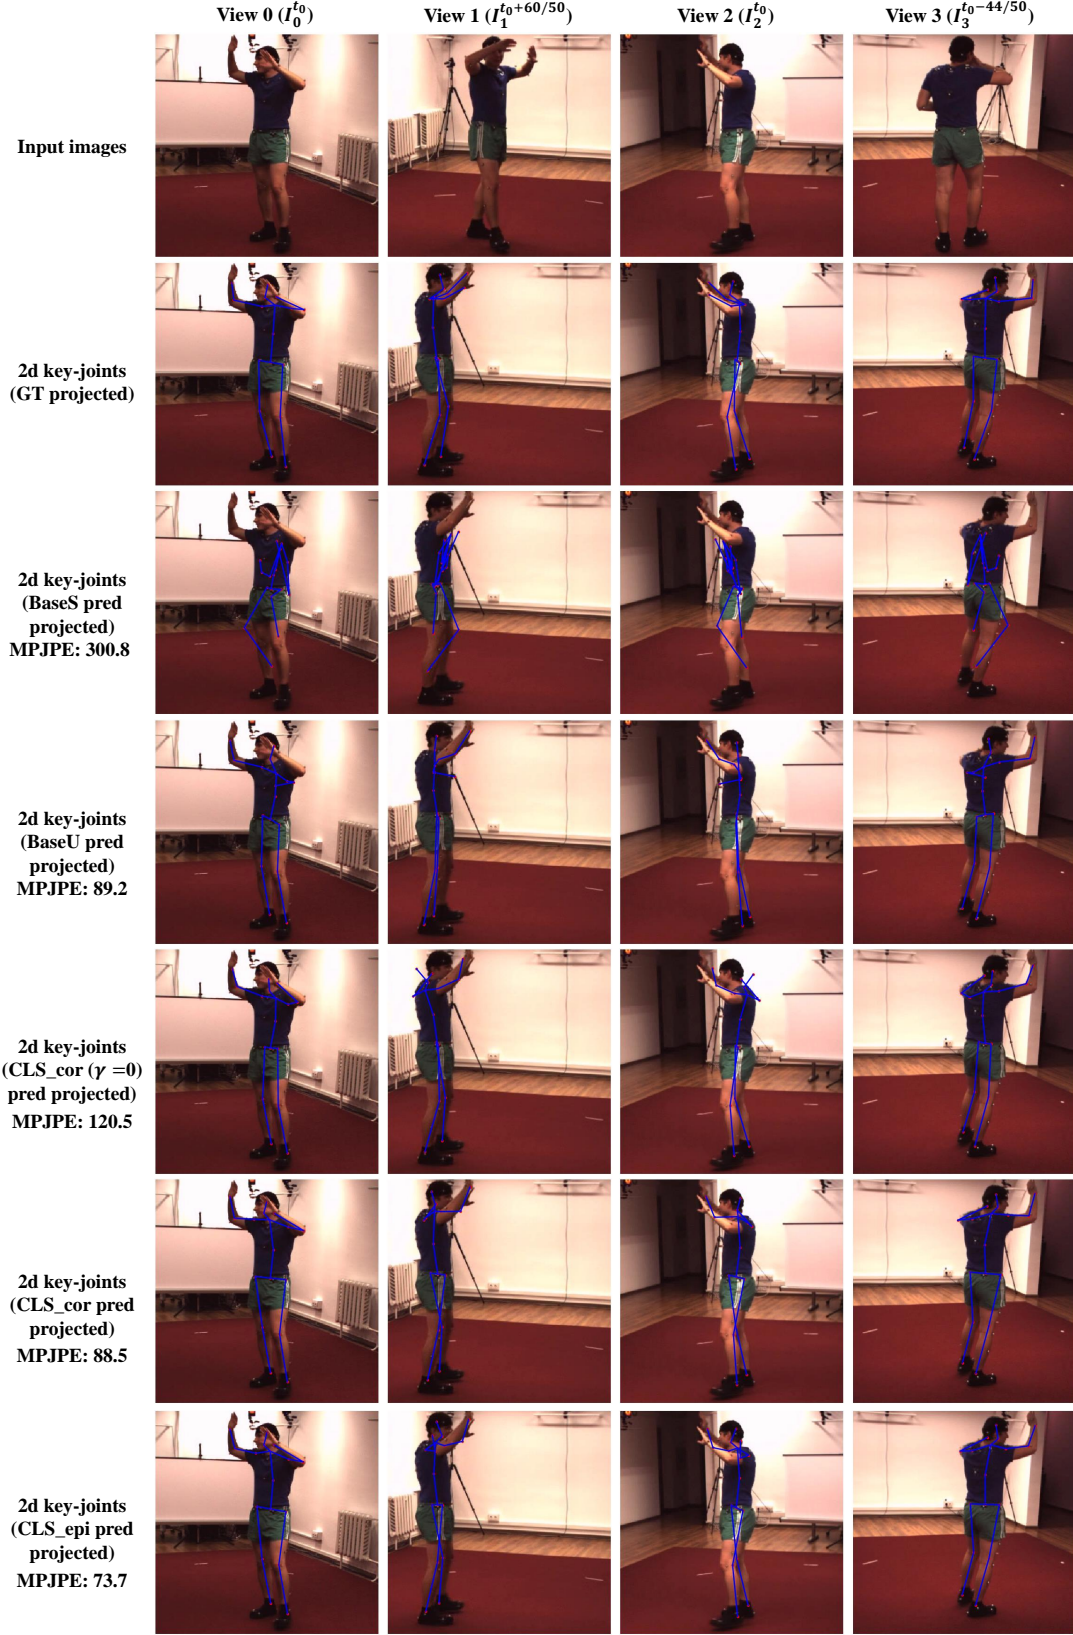 View 0 (I_0^{t_0})
View 1 (I_1^{t_0+60/50})
View 2 (I_2^{t_0})
View 3 (I_3^{t_0−44/50})
Input images
2d key-joints
(GT projected)
2d key-joints
(BaseS pred
projected)
MPJPE: 300.8
2d key-joints
(BaseU pred
projected)
MPJPE: 89.2
2d key-joints
(CLS_cor (γ =0)
pred projected)
MPJPE: 120.5
2d key-joints
(CLS_cor pred
projected)
MPJPE: 88.5
2d key-joints
(CLS_epi pred
projected)
MPJPE: 73.7